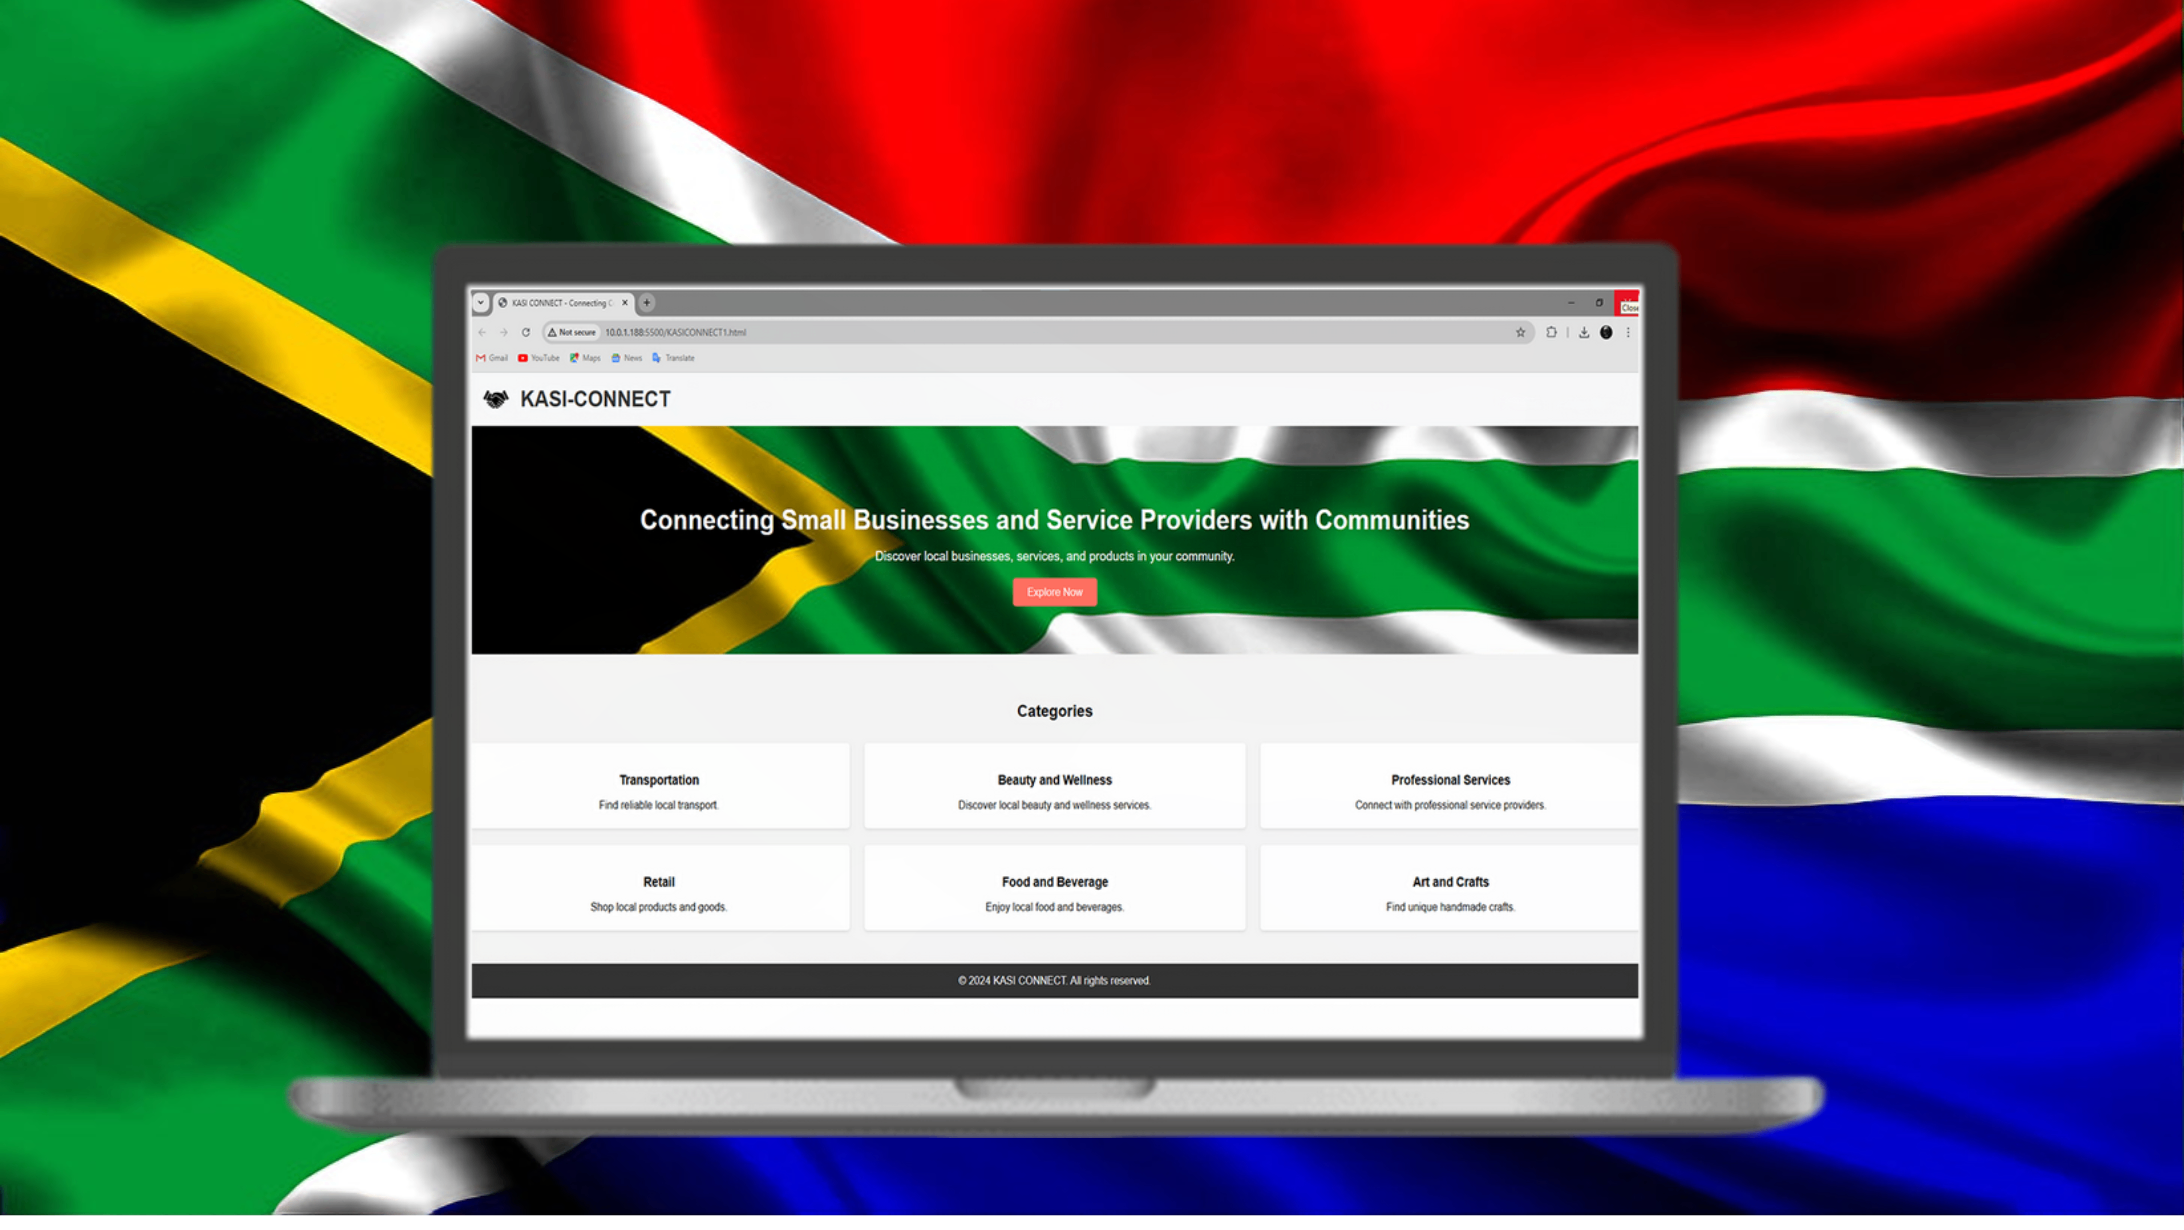 KASI CONNECT - Connecting
Close
Not secure 10.0.1.188:5500/KASICONNECT1.html
Gmail YouTube Maps News Translate
KASI-CONNECT
Connecting Small Businesses and Service Providers with Communities
Discover local businesses, services, and products in your community.
Explore Now
Categories
Transportation
Find reliable local transport.
Beauty and Wellness
Discover local beauty and wellness services.
Professional Services
Connect with professional service providers.
Retail
Shop local products and goods.
Food and Beverage
Enjoy local food and beverages.
Art and Crafts
Find unique handmade crafts.
© 2024 KASI CONNECT. All rights reserved.